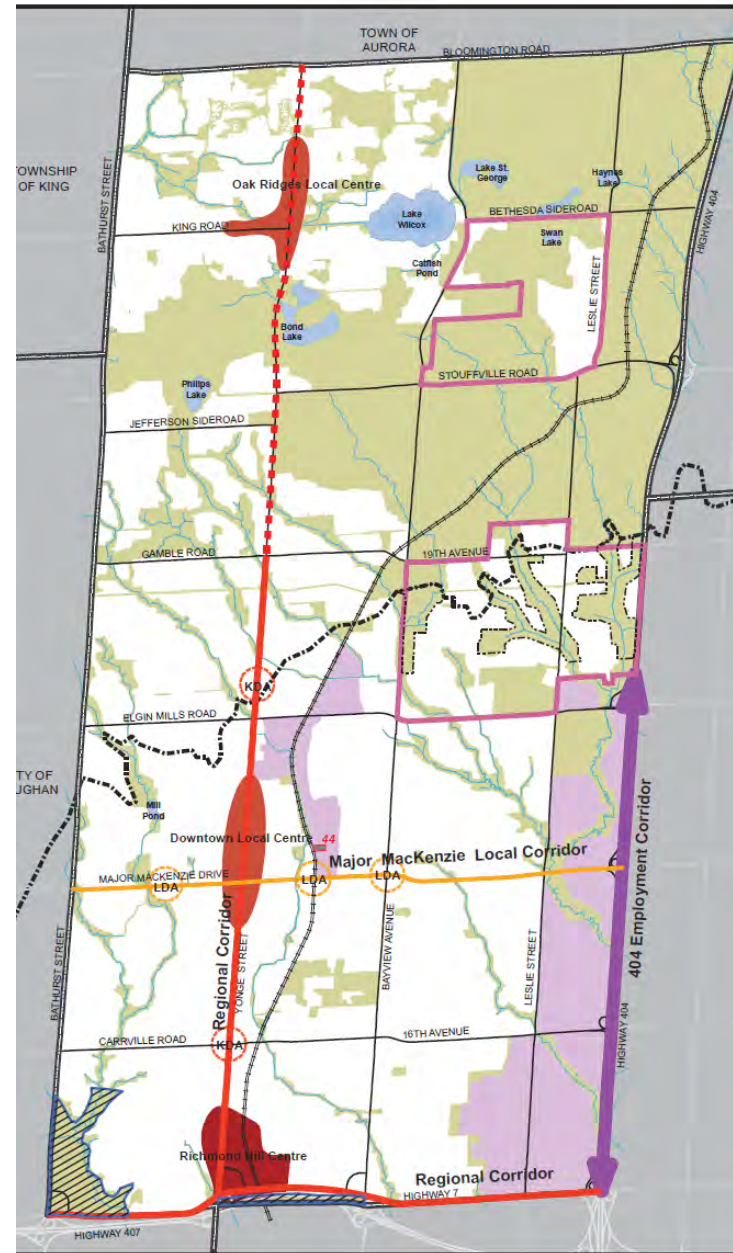 TOWN OF
AURORA
BLOOMINGTON ROAD
TOWNSHIP
OF KING
BATHURST STREET
Oak Ridges Local Centre
KING ROAD
Lake St.
George
Haynes
Lake
Lake
Wilcox
BETHESDA SIDEROAD
Swan
Lake
HIGHWAY 404
Catfish
Pond
LESLIE STREET
Bond
Lake
STOUFFVILLE ROAD
Philips
Lake
JEFFERSON SIDEROAD
GAMBLE ROAD
19TH AVENUE
KDA
ELGIN MILLS ROAD
TY OF
UGHAN
Mill
Pond
Downtown Local Centre
44
Major MacKenzie Local Corridor
MAJOR MACKENZIE DRIVE
LDA
LDA
LDA
404 Employment Corridor
Regional Corridor
YONGE STREET
BATHURST STREET
BAYVIEW AVENUE
LESLIE STREET
HIGHWAY 404
CARRVILLE ROAD
KDA
16TH AVENUE
Richmond Hill Centre
Regional Corridor
HIGHWAY 7
HIGHWAY 407